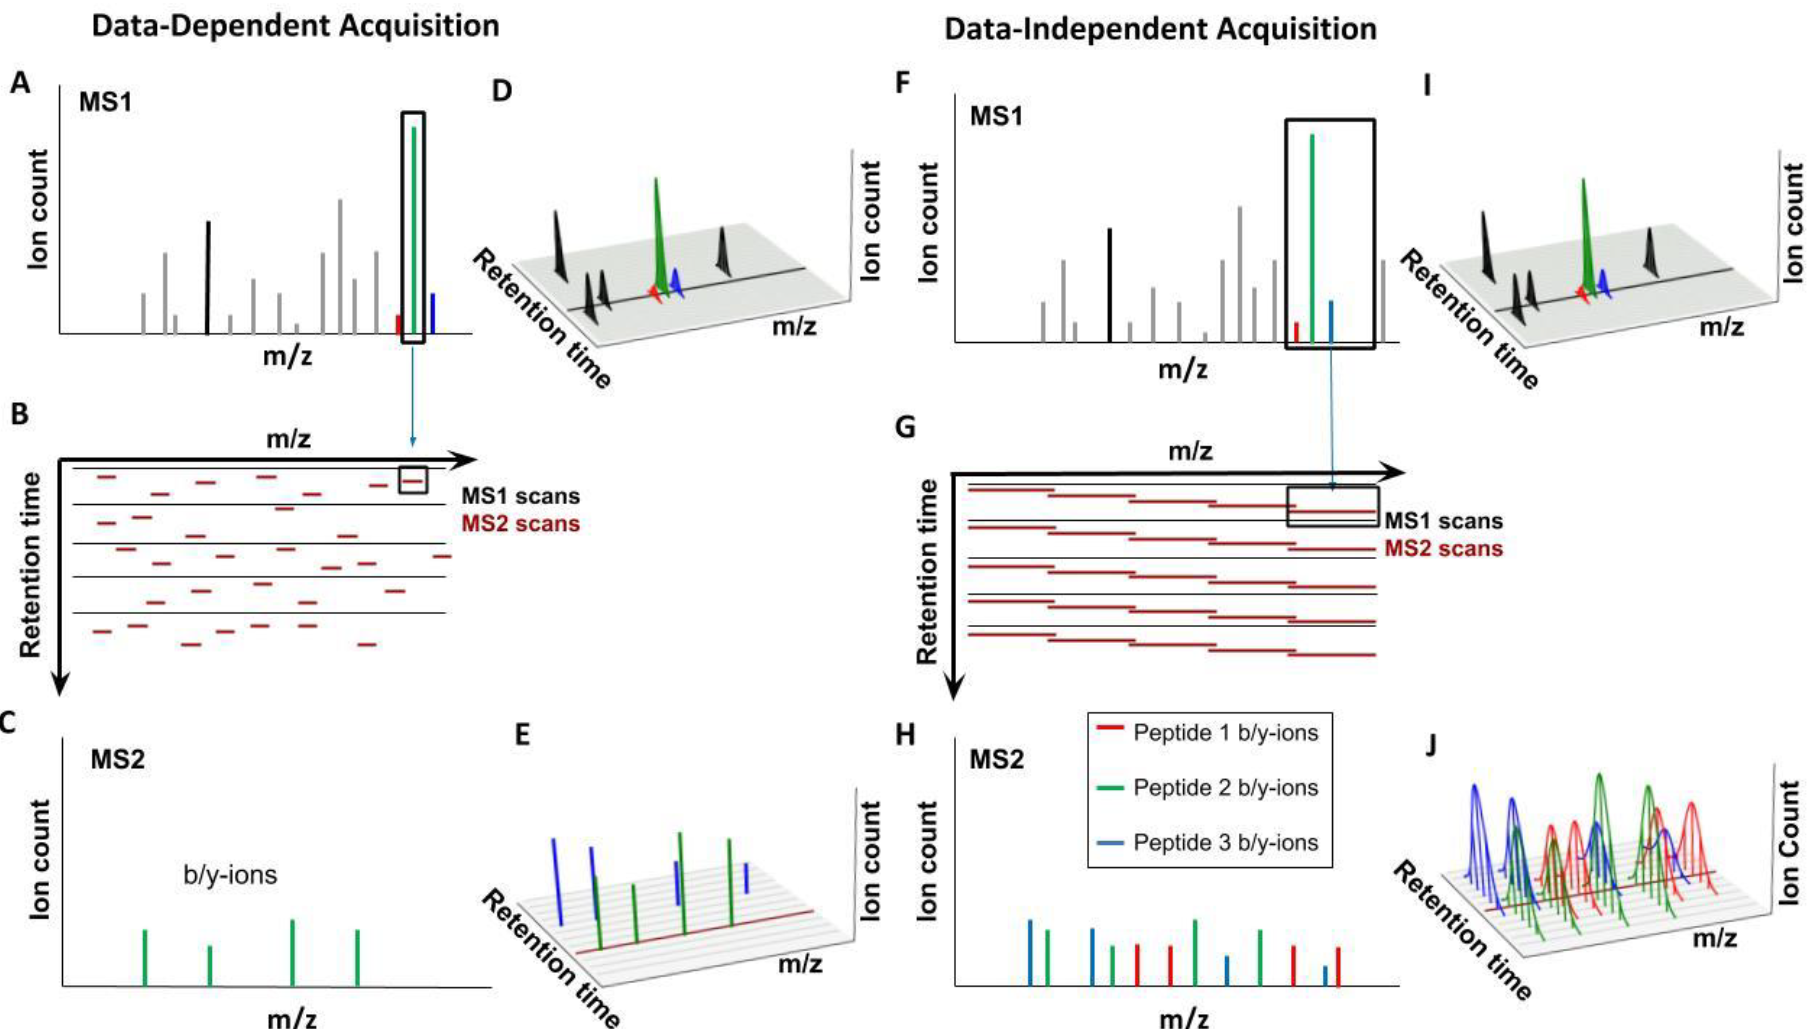 Data-Dependent Acquisition
Data-Independent Acquisition
A
MS1
Ion count
m/z
D
Ion count
Retention time
m/z
F
MS1
Ion count
m/z
I
Ion count
Retention time
m/z
B
m/z
Retention time
MS1 scans
MS2 scans
G
m/z
Retention time
MS1 scans
MS2 scans
C
MS2
Ion count
b/y-ions
m/z
E
Ion count
Retention time
m/z
H
MS2
Ion count
Peptide 1 b/y-ions
Peptide 2 b/y-ions
Peptide 3 b/y-ions
m/z
J
Ion Count
Retention time
m/z